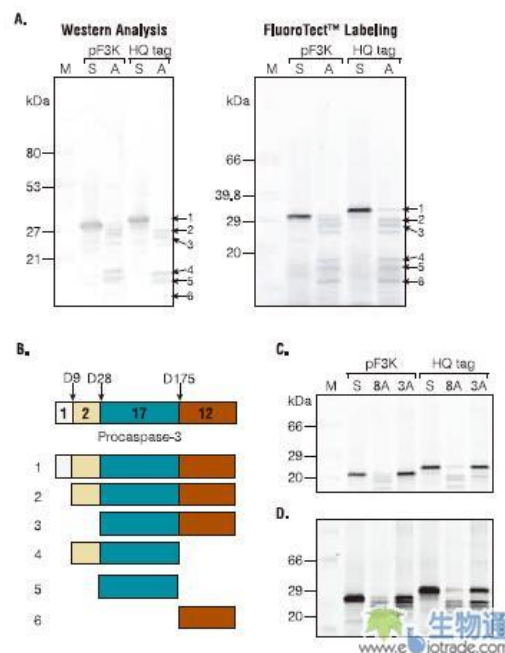 A.
Western Analysis
FluoroTect™ Labeling
pF3K HQ tag
pF3K HQ tag
M S A S A
M S A S A
kDa
80
53
27
21
1
2
3
4
5
6
kDa
66
39.8
29
20
1
2
3
4
5
6
B.
D9 D28 D175
1 2 17 12
Procaspase-3
1
2
3
4
5
6
C.
pF3K HQ tag
M S 8A 3A S 8A 3A
kDa
66
29
20
D.
66
29
20
生物通
www.ebiotrade.com